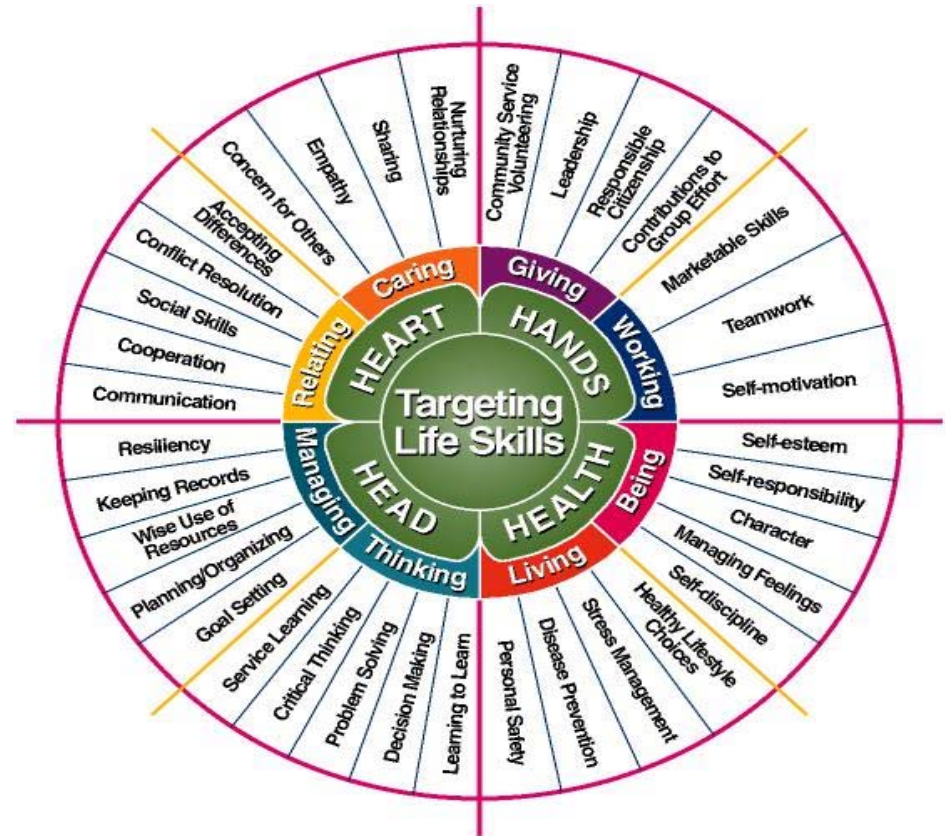 Targeting
Life Skills
HEART
HANDS
HEALTH
HEAD
Caring
Giving
Working
Being
Living
Thinking
Managing
Relating
Nurturing
Relationships
Sharing
Empathy
Concern for Others
Accepting
Differences
Conflict Resolution
Social Skills
Cooperation
Communication
Community Service
Volunteering
Leadership
Responsible
Citizenship
Contributions to
Group Effort
Marketable Skills
Teamwork
Self-motivation
Self-esteem
Self-responsibility
Character
Managing Feelings
Self-discipline
Healthy Lifestyle
Choices
Stress Management
Disease Prevention
Personal Safety
Learning to Learn
Decision Making
Problem Solving
Critical Thinking
Service Learning
Goal Setting
Planning/Organizing
Wise Use of
Resources
Keeping Records
Resiliency